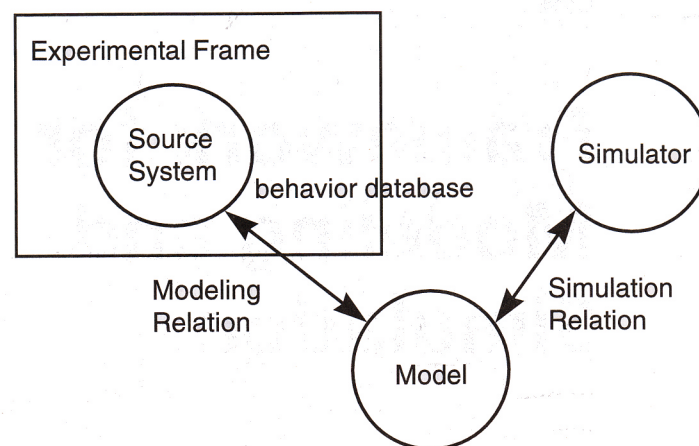 Experimental Frame
Source
System
behavior database
Simulator
Modeling
Relation
Simulation
Relation
Model